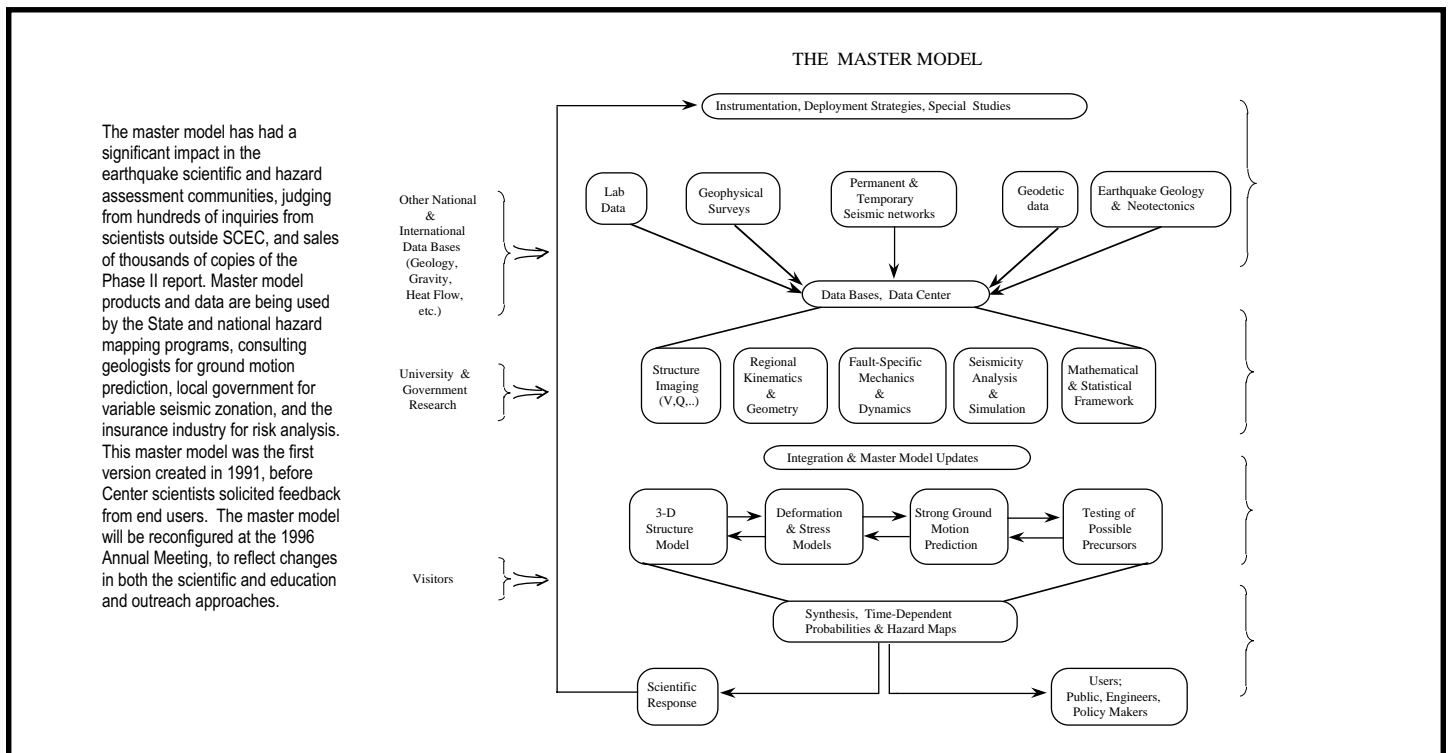 THE MASTER MODEL
The master model has had a
significant impact in the
earthquake scientific and hazard
assessment communities, judging
from hundreds of inquiries from
scientists outside SCEC, and sales
of thousands of copies of the
Phase II report. Master model
products and data are being used
by the State and national hazard
mapping programs, consulting
geologists for ground motion
prediction, local government for
variable seismic zonation, and the
insurance industry for risk analysis.
This master model was the first
version created in 1991, before
Center scientists solicited feedback
from end users. The master model
will be reconfigured at the 1996
Annual Meeting, to reflect changes
in both the scientific and education
and outreach approaches.
Other National
&
International
Data Bases
(Geology,
Gravity,
Heat Flow,
etc.)
University &
Government
Research
Visitors
Instrumentation, Deployment Strategies, Special Studies
Lab
Data
Geophysical
Surveys
Permanent &
Temporary
Seismic networks
Geodetic
data
Earthquake Geology
& Neotectonics
Data Bases, Data Center
Structure
Imaging
(V,Q,..)
Regional
Kinematics
&
Geometry
Fault-Specific
Mechanics
&
Dynamics
Seismicity
Analysis
&
Simulation
Mathematical
& Statistical
Framework
Integration & Master Model Updates
3-D
Structure
Model
Deformation
& Stress
Models
Strong Ground
Motion
Prediction
Testing of
Possible
Precursors
Synthesis, Time-Dependent
Probabilities & Hazard Maps
Scientific
Response
Users;
Public, Engineers,
Policy Makers